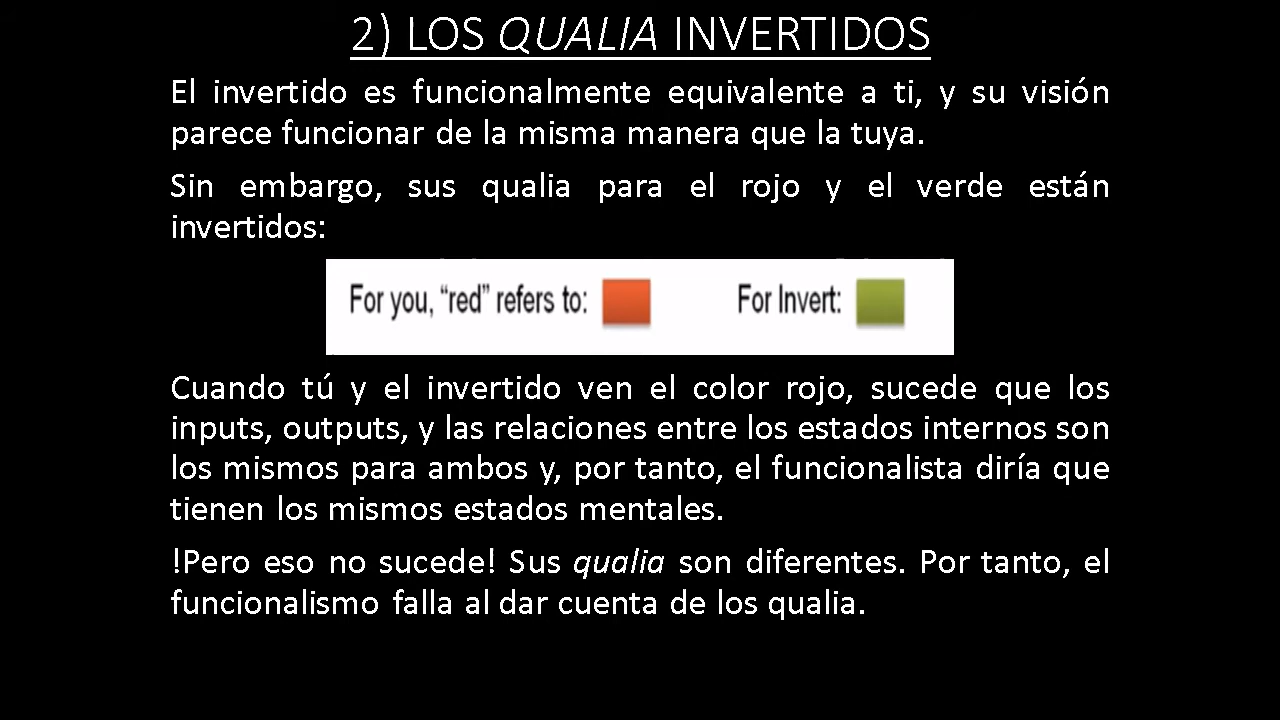 2) LOS QUALIA INVERTIDOS
El invertido es funcionalmente equivalente a ti, y su visión
parece funcionar de la misma manera que la tuya.
Sin embargo, sus qualia para el rojo y el verde están
invertidos:
For you, “red” refers to: For Invert:
Cuando tú y el invertido ven el color rojo, sucede que los
inputs, outputs, y las relaciones entre los estados internos son
los mismos para ambos y, por tanto, el funcionalista diría que
tienen los mismos estados mentales.
!Pero eso no sucede! Sus qualia son diferentes. Por tanto, el
funcionalismo falla al dar cuenta de los qualia.